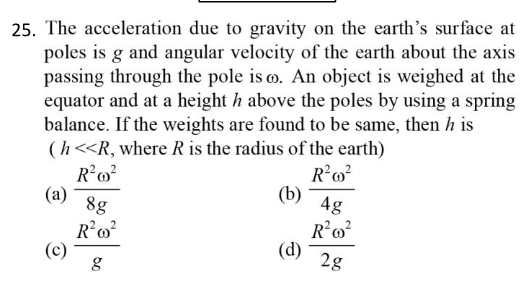 25. The acceleration due to gravity on the earth's surface at
poles is g and angular velocity of the earth about the axis
passing through the pole is ω. An object is weighed at the
equator and at a height h above the poles by using a spring
balance. If the weights are found to be same, then h is
( h <<R, where R is the radius of the earth)
(a) R²ω²/8g (b) R²ω²/4g
(c) R²ω²/g (d) R²ω²/2g